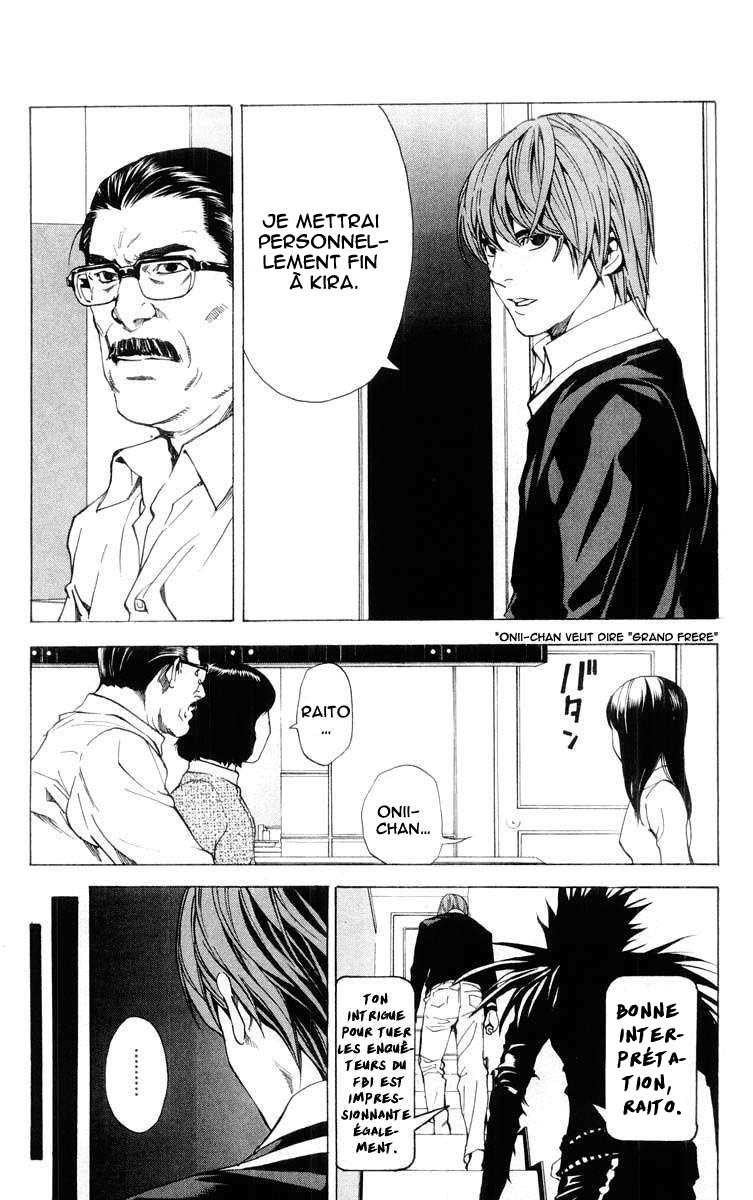 JE METTRAI
PERSONNEL-
LEMENT FIN
À KIRA.
"ONII-CHAN VEUT DIRE "GRAND FRERE"
バタン
RAITO
...
ONII-
CHAN...
BONNE
INTER-
PRÉTA-
TION,
RAITO.
TON
INTRIGUE
POUR TUER
LES ENQUÊ-
TEURS DU
FBI EST
IMPRES-
SIONNANTE
ÉGALE-
MENT.
.........